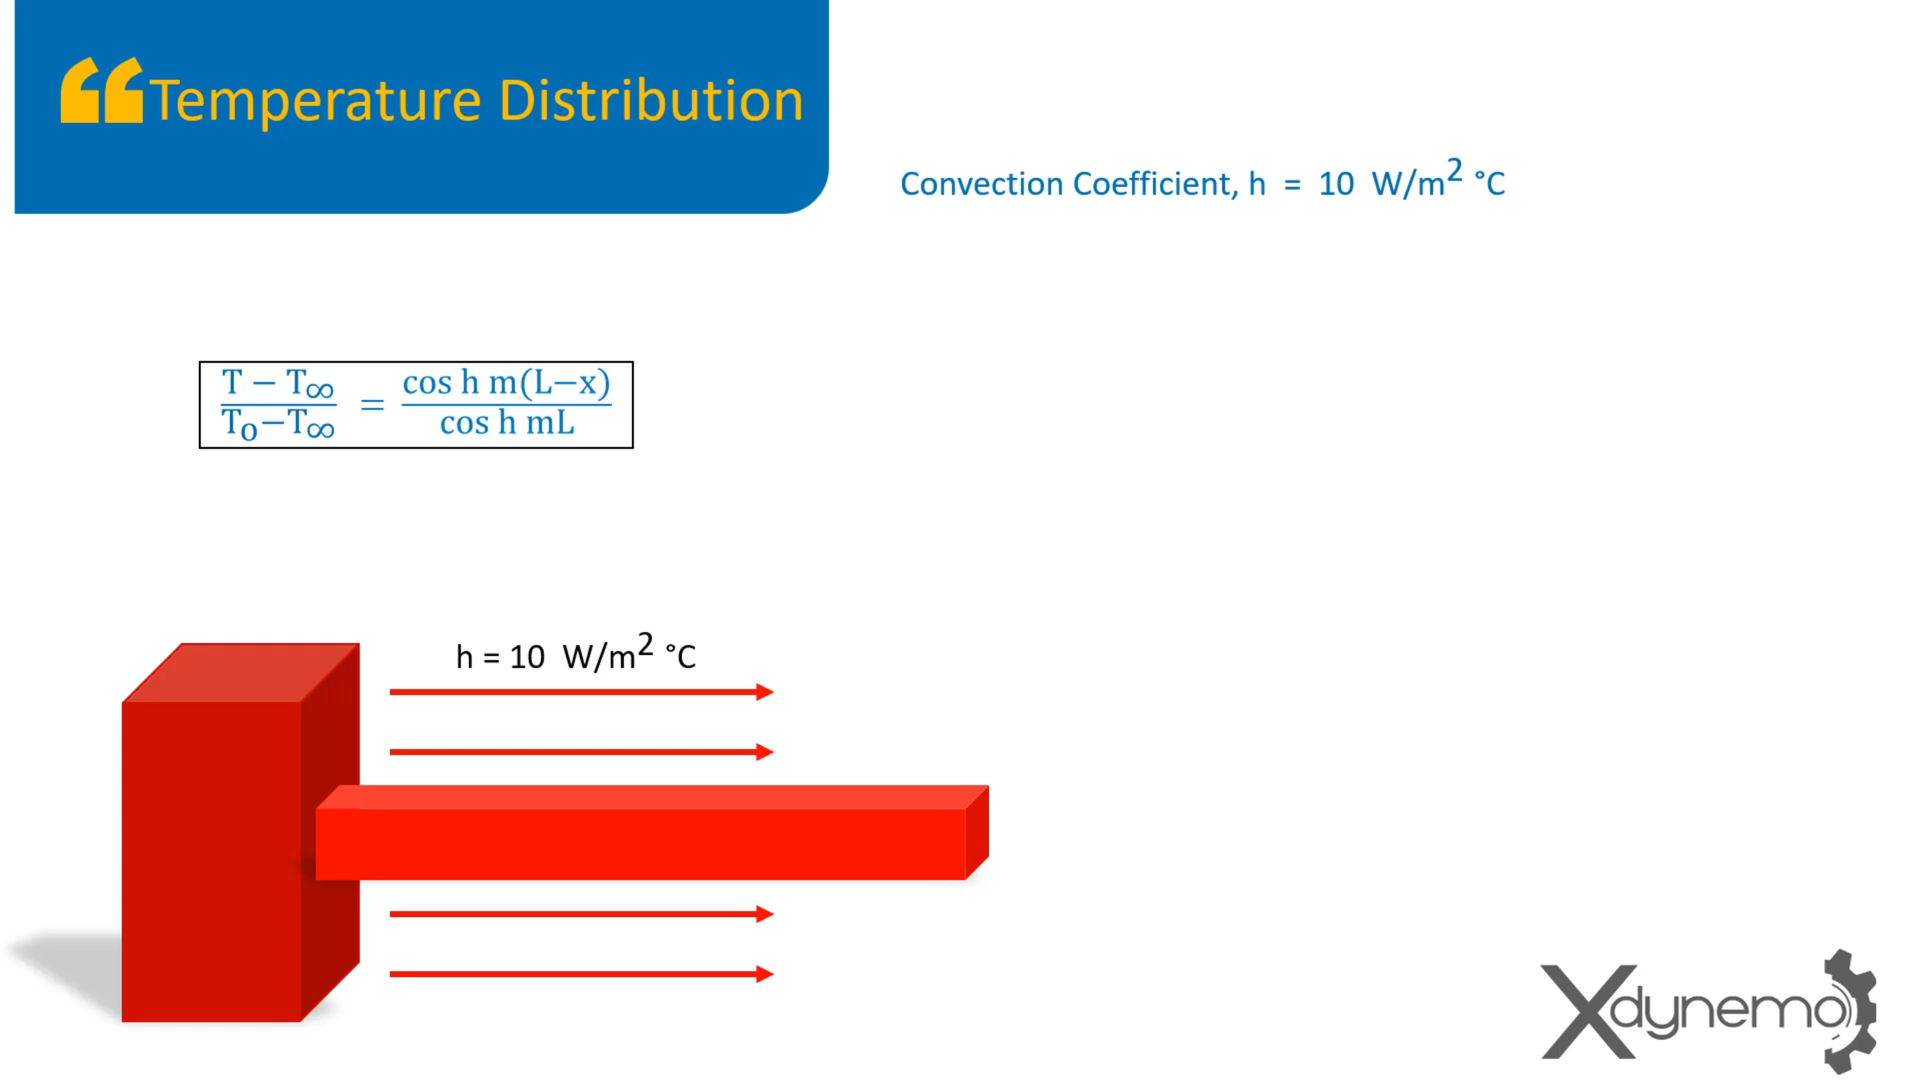 Temperature Distribution
Convection Coefficient, h = 10 W/m² °C
T − T∞ / T₀−T∞ = cos h m(L−x) / cos h mL
h = 10 W/m² °C
Xdynemo